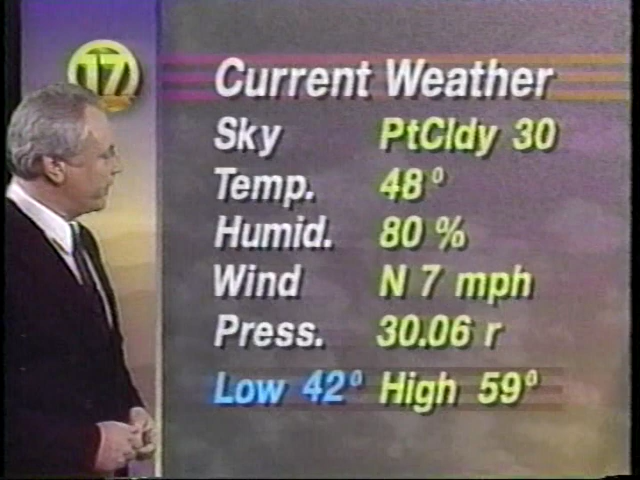 17
Current Weather
Sky PtCldy 30
Temp. 48°
Humid. 80 %
Wind N 7 mph
Press. 30.06 r
Low 42° High 59°